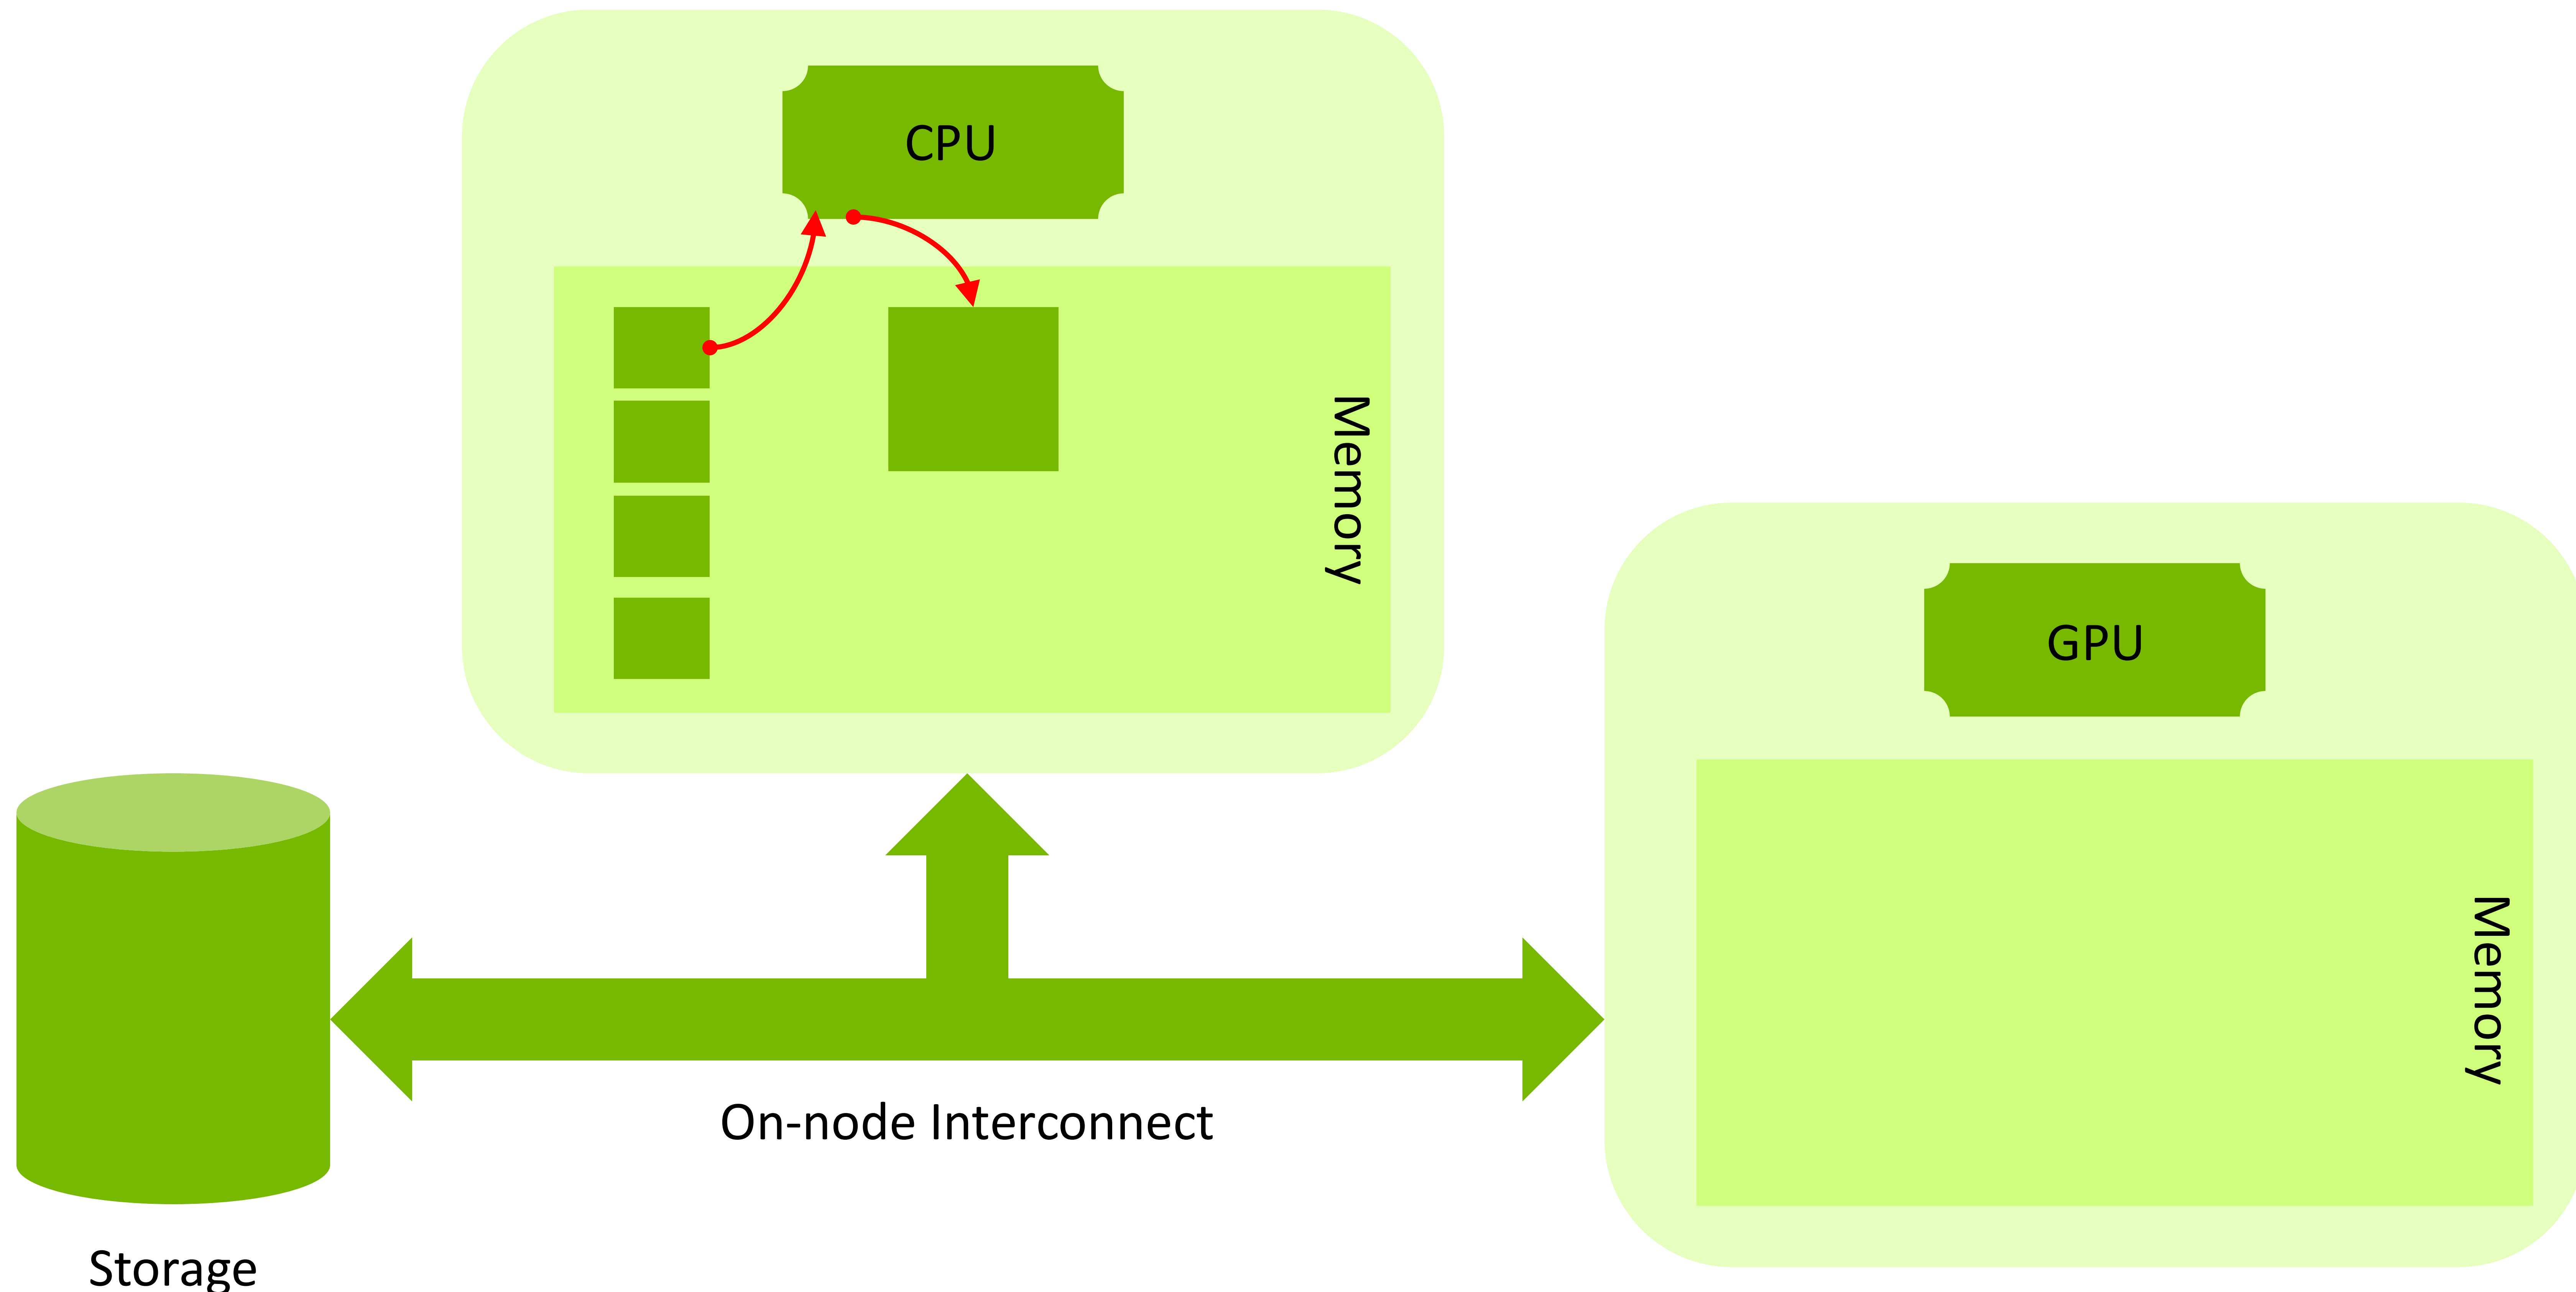 CPU
Memory
GPU
Memory
On-node Interconnect
Storage